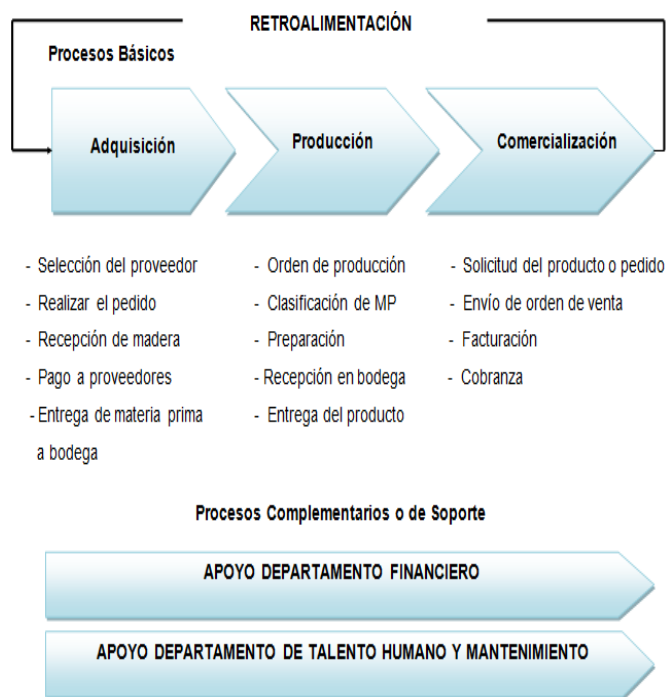 RETROALIMENTACIÓN
Procesos Básicos
Adquisición
Producción
Comercialización
- Selección del proveedor
- Realizar el pedido
- Recepción de madera
- Pago a proveedores
- Entrega de materia prima
a bodega
- Orden de producción
- Clasificación de MP
- Preparación
- Recepción en bodega
- Entrega del producto
- Solicitud del producto o pedido
- Envío de orden de venta
- Facturación
- Cobranza
Procesos Complementarios o de Soporte
APOYO DEPARTAMENTO FINANCIERO
APOYO DEPARTAMENTO DE TALENTO HUMANO Y MANTENIMIENTO